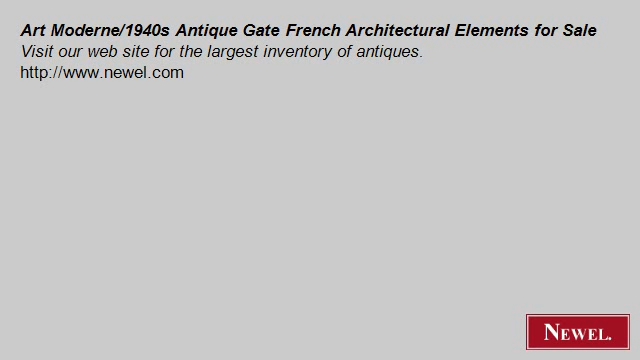 Art Moderne/1940s Antique Gate French Architectural Elements for Sale
Visit our web site for the largest inventory of antiques.
http://www.newel.com
NEWEL.